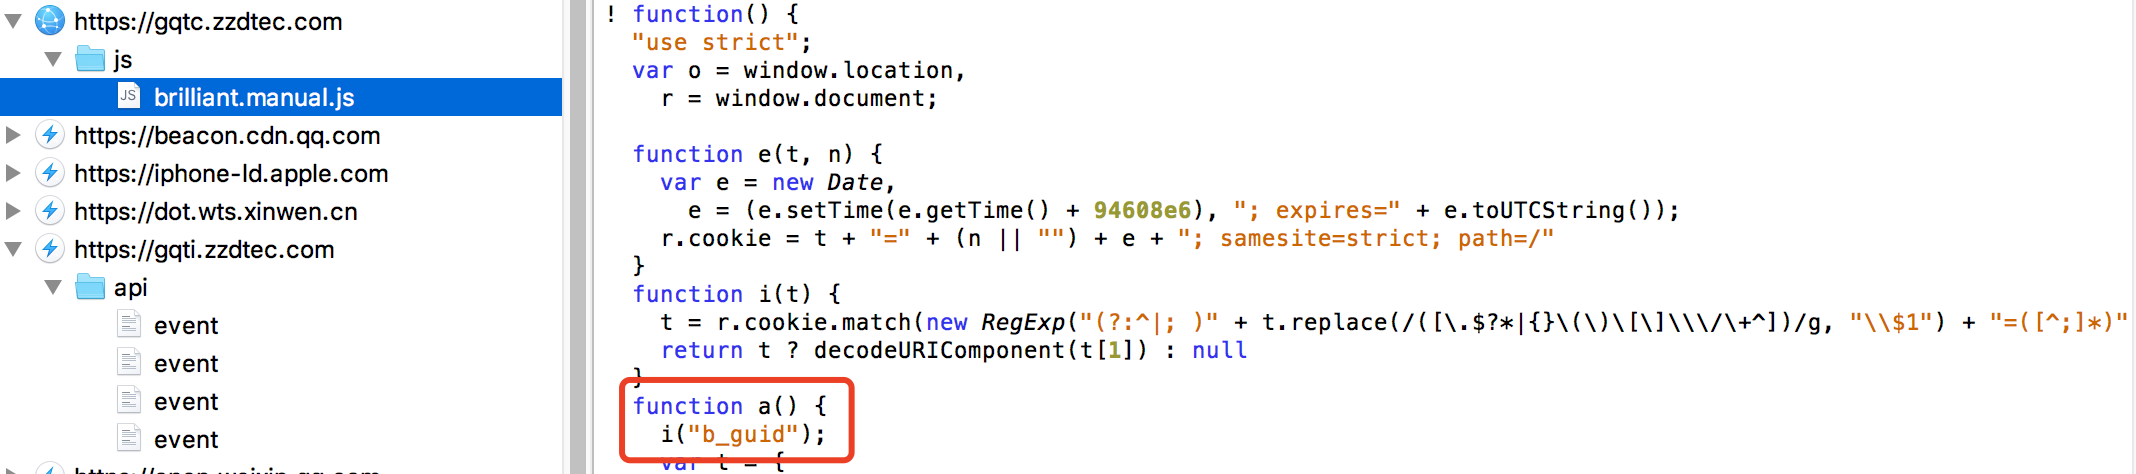 https://gqtc.zzdtec.com
js
JS brilliant.manual.js
https://beacon.cdn.qq.com
https://iphone-ld.apple.com
https://dot.wts.xinwen.cn
https://gqti.zzdtec.com
api
event
event
event
event
! function() {
"use strict";
var o = window.location,
r = window.document;
function e(t, n) {
var e = new Date,
e = (e.setTime(e.getTime() + 94608e6), "; expires=" + e.toUTCString());
r.cookie = t + "=" + (n || "") + e + "; samesite=strict; path=/"
}
function i(t) {
t = r.cookie.match(new RegExp("(?:^|; )" + t.replace(/([\.$?*|{}\(\)\[\]\\\/\+^])/g, "\\$1") + "=([^;]*)"
return t ? decodeURIComponent(t[1]) : null
}
function a() {
i("b_guid");
var t = {